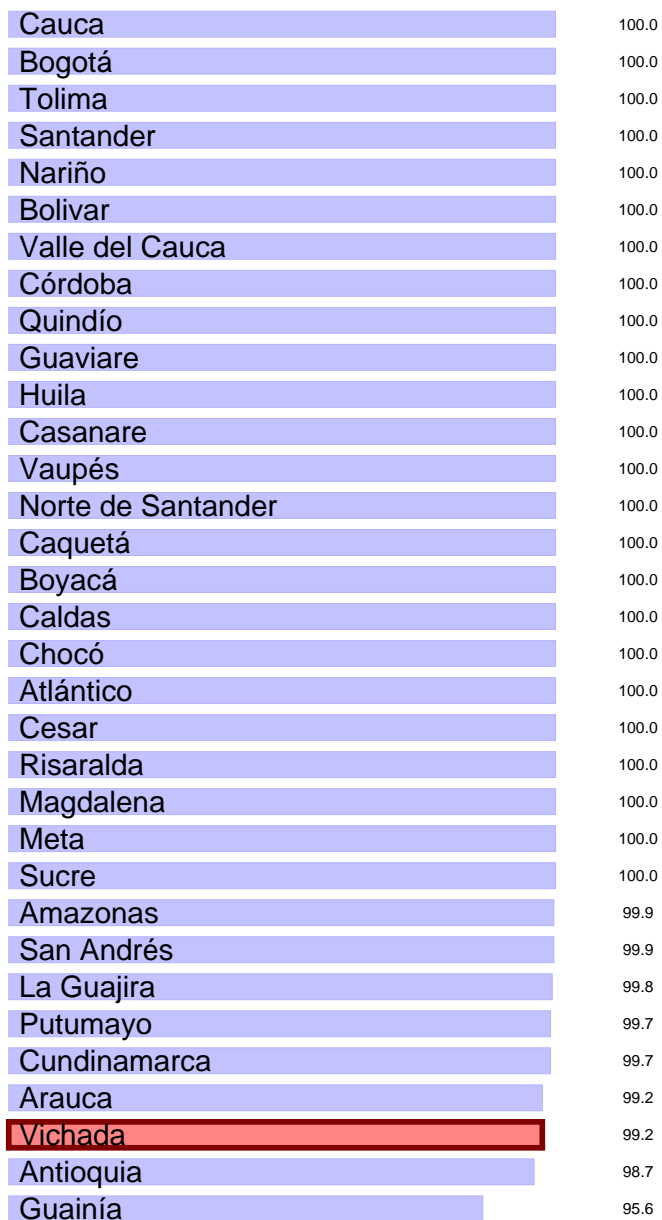 Cauca 100.0
Bogotá 100.0
Tolima 100.0
Santander 100.0
Nariño 100.0
Bolivar 100.0
Valle del Cauca 100.0
Córdoba 100.0
Quindío 100.0
Guaviare 100.0
Huila 100.0
Casanare 100.0
Vaupés 100.0
Norte de Santander 100.0
Caquetá 100.0
Boyacá 100.0
Caldas 100.0
Chocó 100.0
Atlántico 100.0
Cesar 100.0
Risaralda 100.0
Magdalena 100.0
Meta 100.0
Sucre 100.0
Amazonas 99.9
San Andrés 99.9
La Guajira 99.8
Putumayo 99.7
Cundinamarca 99.7
Arauca 99.2
Vichada 99.2
Antioquia 98.7
Guainía 95.6